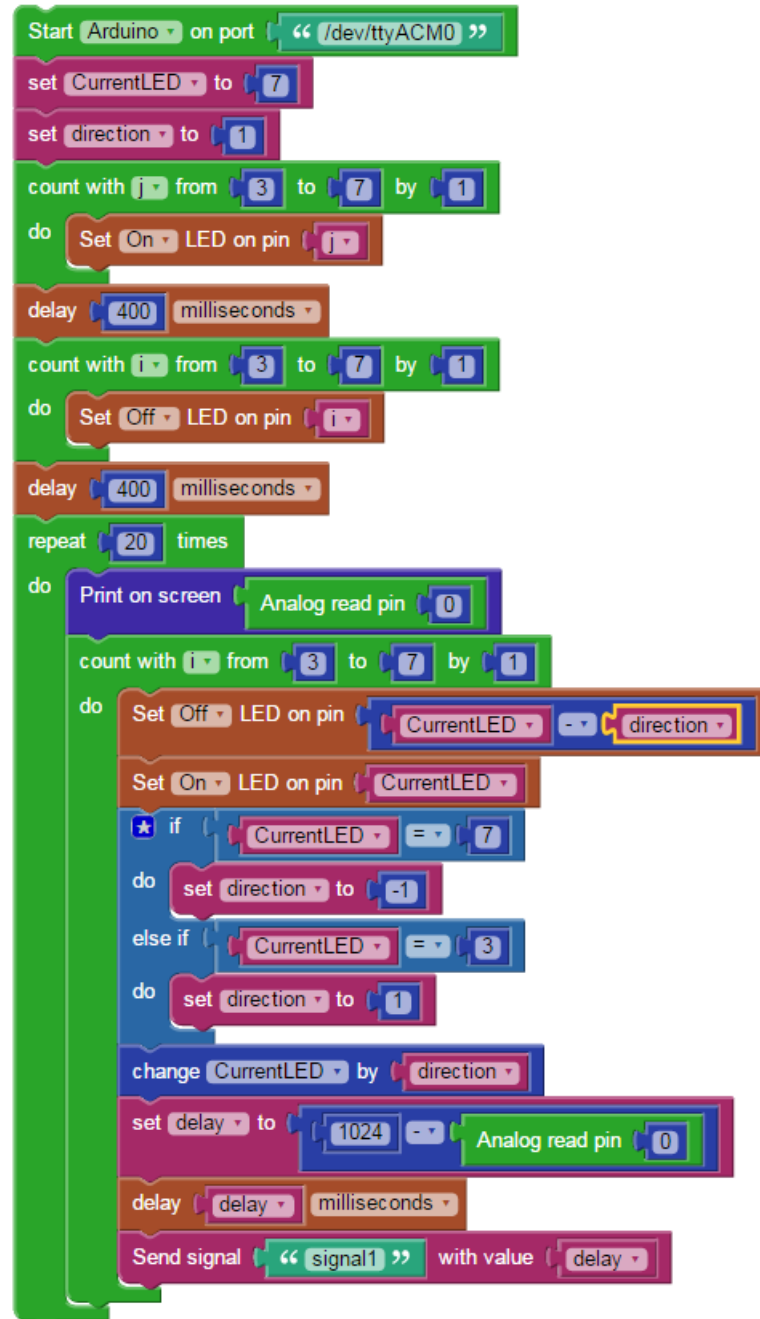 Start Arduino on port “ /dev/ttyACM0 ”
set CurrentLED to 7
set direction to 1
count with j from 3 to 7 by 1
do Set On LED on pin j
delay 400 milliseconds
count with i from 3 to 7 by 1
do Set Off LED on pin i
delay 400 milliseconds
repeat 20 times
do Print on screen Analog read pin 0
count with i from 3 to 7 by 1
do Set Off LED on pin CurrentLED - direction
Set On LED on pin CurrentLED
if CurrentLED = 7
do set direction to -1
else if CurrentLED = 3
do set direction to 1
change CurrentLED by direction
set delay to 1024 - Analog read pin 0
delay delay milliseconds
Send signal “ signal1 ” with value delay